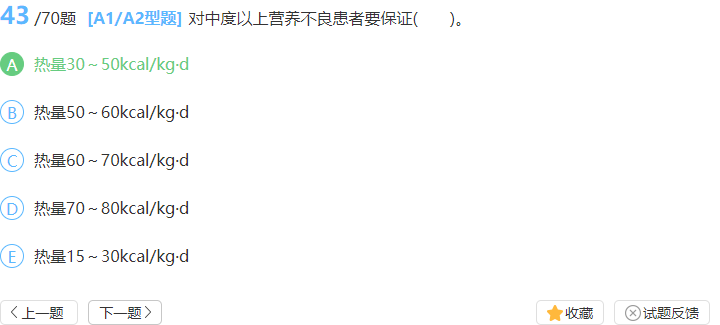 43/70题 [A1/A2型题] 对中度以上营养不良患者要保证(  )。
A 热量30～50kcal/kg·d
B 热量50～60kcal/kg·d
C 热量60～70kcal/kg·d
D 热量70～80kcal/kg·d
E 热量15～30kcal/kg·d
上一题 下一题 收藏 试题反馈